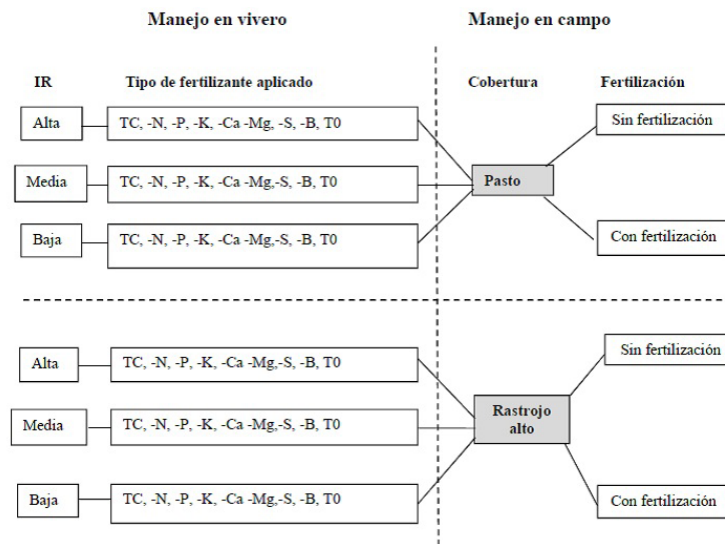 Manejo en vivero Manejo en campo
IR Tipo de fertilizante aplicado Cobertura Fertilización
Alta TC, -N, -P, -K, -Ca -Mg,-S, -B, T0 Sin fertilización
Media TC, -N, -P, -K, -Ca -Mg,-S, -B, T0 Pasto
Baja TC, -N, -P, -K, -Ca -Mg,-S, -B, T0 Con fertilización
Alta TC, -N, -P, -K, -Ca -Mg,-S, -B, T0 Sin fertilización
Media TC, -N, -P, -K, -Ca -Mg,-S, -B, T0 Rastrojo
alto
Baja TC, -N, -P, -K, -Ca -Mg,-S, -B, T0 Con fertilización